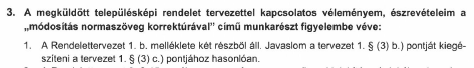 3. A megküldött településképi rendelet tervezettel kapcsolatos véleményem, észrevételeim a
„módosítás normaszöveg korrektúrával" című munkarészt figyelembe véve:
1. A Rendelettervezet 1. b. melléklete két részből áll. Javaslom a tervezet 1. § (3) b.) pontját kiegé-
szíteni a tervezet 1. § (3) c.) pontjához hasonlóan.